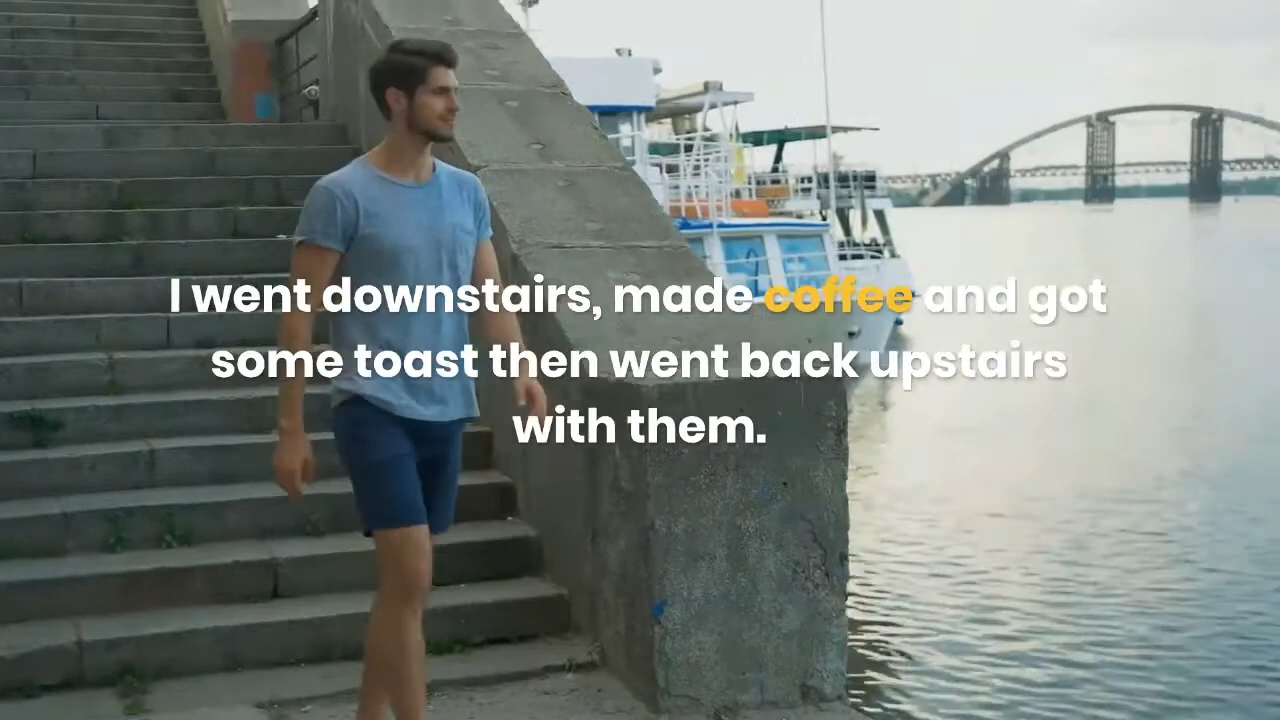 I went downstairs, made coffee and got
some toast then went back upstairs
with them.